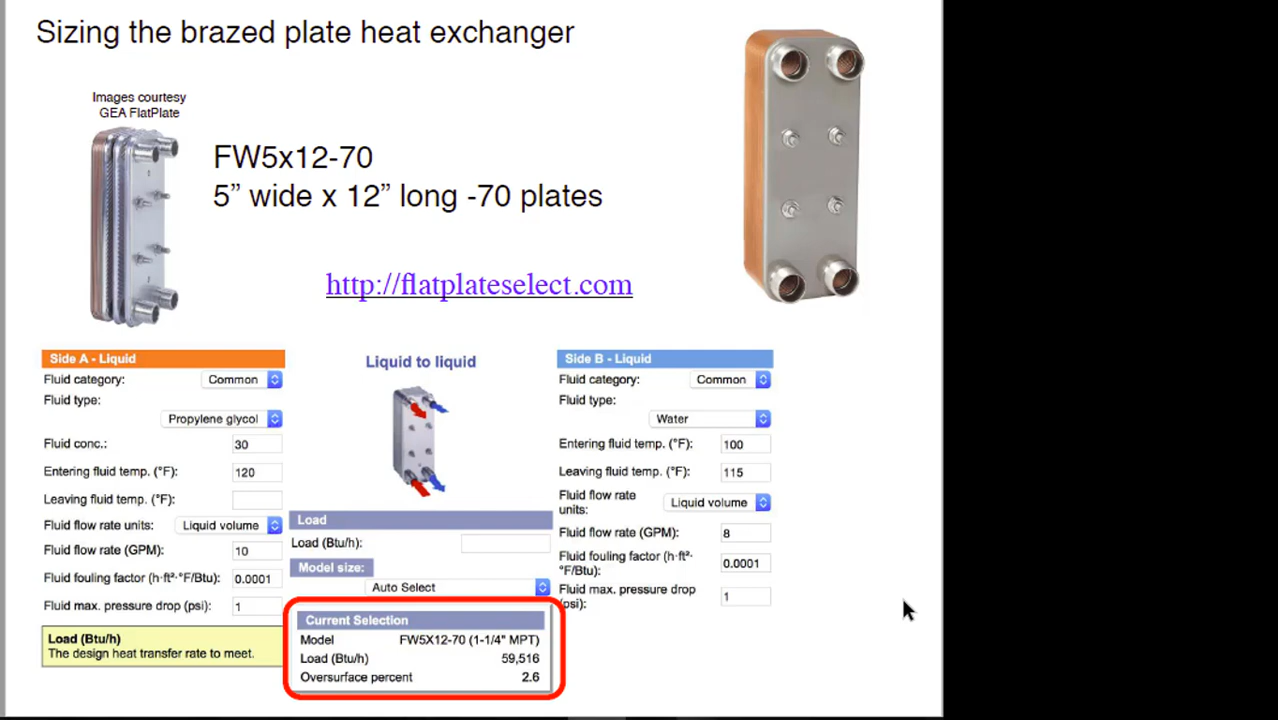 Sizing the brazed plate heat exchanger
Images courtesy
GEA FlatPlate
FW5x12-70
5” wide x 12” long -70 plates
http://flatplateselect.com
Side A - Liquid
Fluid category: Common
Fluid type:
Propylene glycol
Fluid conc.: 30
Entering fluid temp. (°F): 120
Leaving fluid temp. (°F):
Fluid flow rate units: Liquid volume
Fluid flow rate (GPM): 10
Fluid fouling factor (h·ft²·°F/Btu): 0.0001
Fluid max. pressure drop (psi): 1
Load (Btu/h)
The design heat transfer rate to meet.
Liquid to liquid
Load
Load (Btu/h):
Model size:
Auto Select
Current Selection
Model FW5X12-70 (1-1/4" MPT)
Load (Btu/h) 59,516
Oversurface percent 2.6
Side B - Liquid
Fluid category: Common
Fluid type:
Water
Entering fluid temp. (°F): 100
Leaving fluid temp. (°F): 115
Fluid flow rate
units: Liquid volume
Fluid flow rate (GPM): 8
Fluid fouling factor (h·ft²·
°F/Btu): 0.0001
Fluid max. pressure drop
(psi): 1